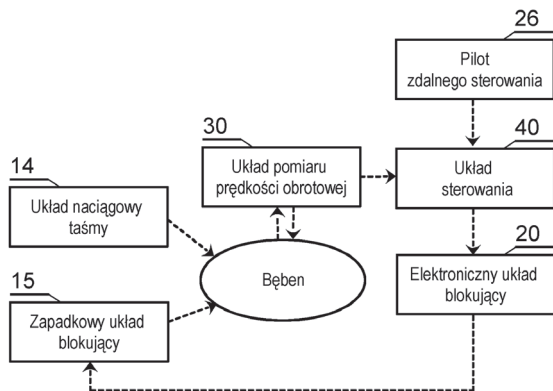 26
Pilot
zdalnego sterowania
30
40
Układ pomiaru
prędkości obrotowej
Układ
sterowania
14
Układ naciągowy
taśmy
20
Bęben
Elektroniczny układ
blokujący
15
Zapadkowy układ
blokujący